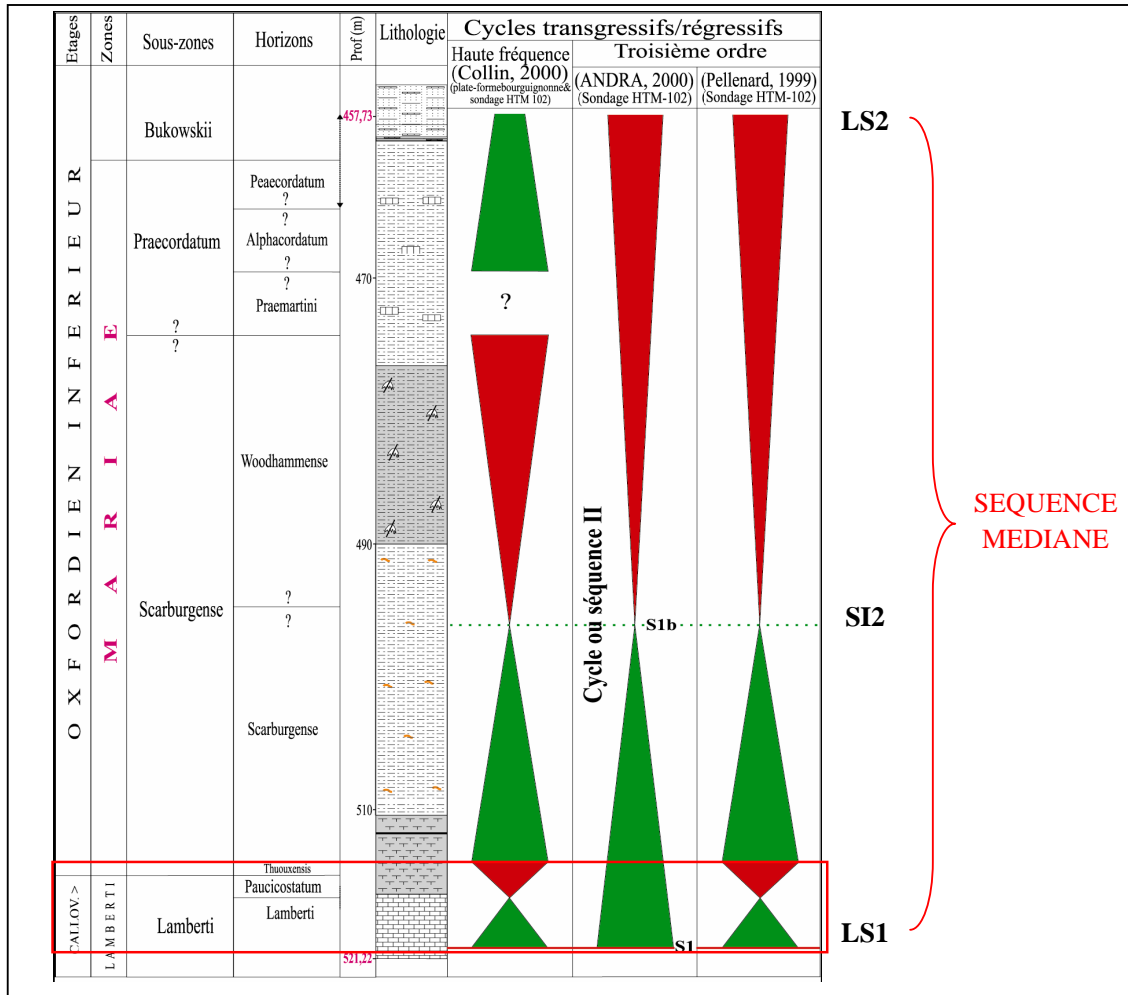 Etages
Zones
Sous-zones
Horizons
Prof (m)
Lithologie
Cycles transgressifs/régressifs
Haute fréquence
(Collin, 2000)
(plate-formebourguignonne&
sondage HTM 102)
Troisième ordre
(ANDRA, 2000)
(Sondage HTM-102)
(Pellenard, 1999)
(Sondage HTM-102)
OXFORDIEN INFERIEUR
CALLOV. >
MARIAE
LAMBERTI
Bukowskii
Praecordatum
?
?
Scarburgense
Lamberti
Peaecordatum
?
?
Alphacordatum
?
?
Praemartini
?
Woodhammense
?
?
Scarburgense
Thuouxensis
Paucicostatum
Lamberti
457,73
470
490
510
521,22
?
Cycle ou séquence II
S1b
S1
LS2
SI2
LS1
SEQUENCE
MEDIANE